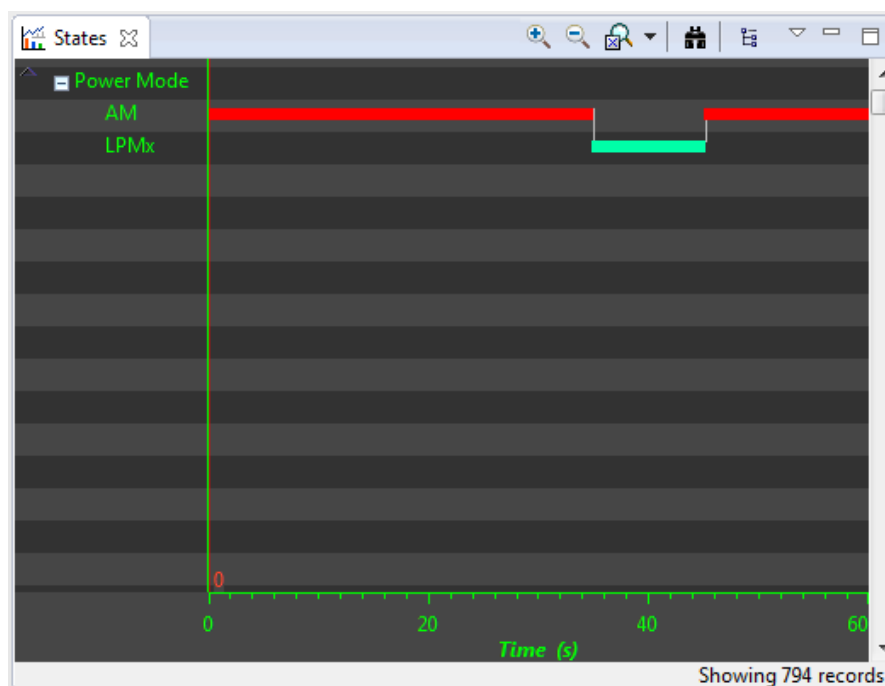 States
Power Mode
AM
LPMx
0
0 20 40 60
Time (s)
Showing 794 records